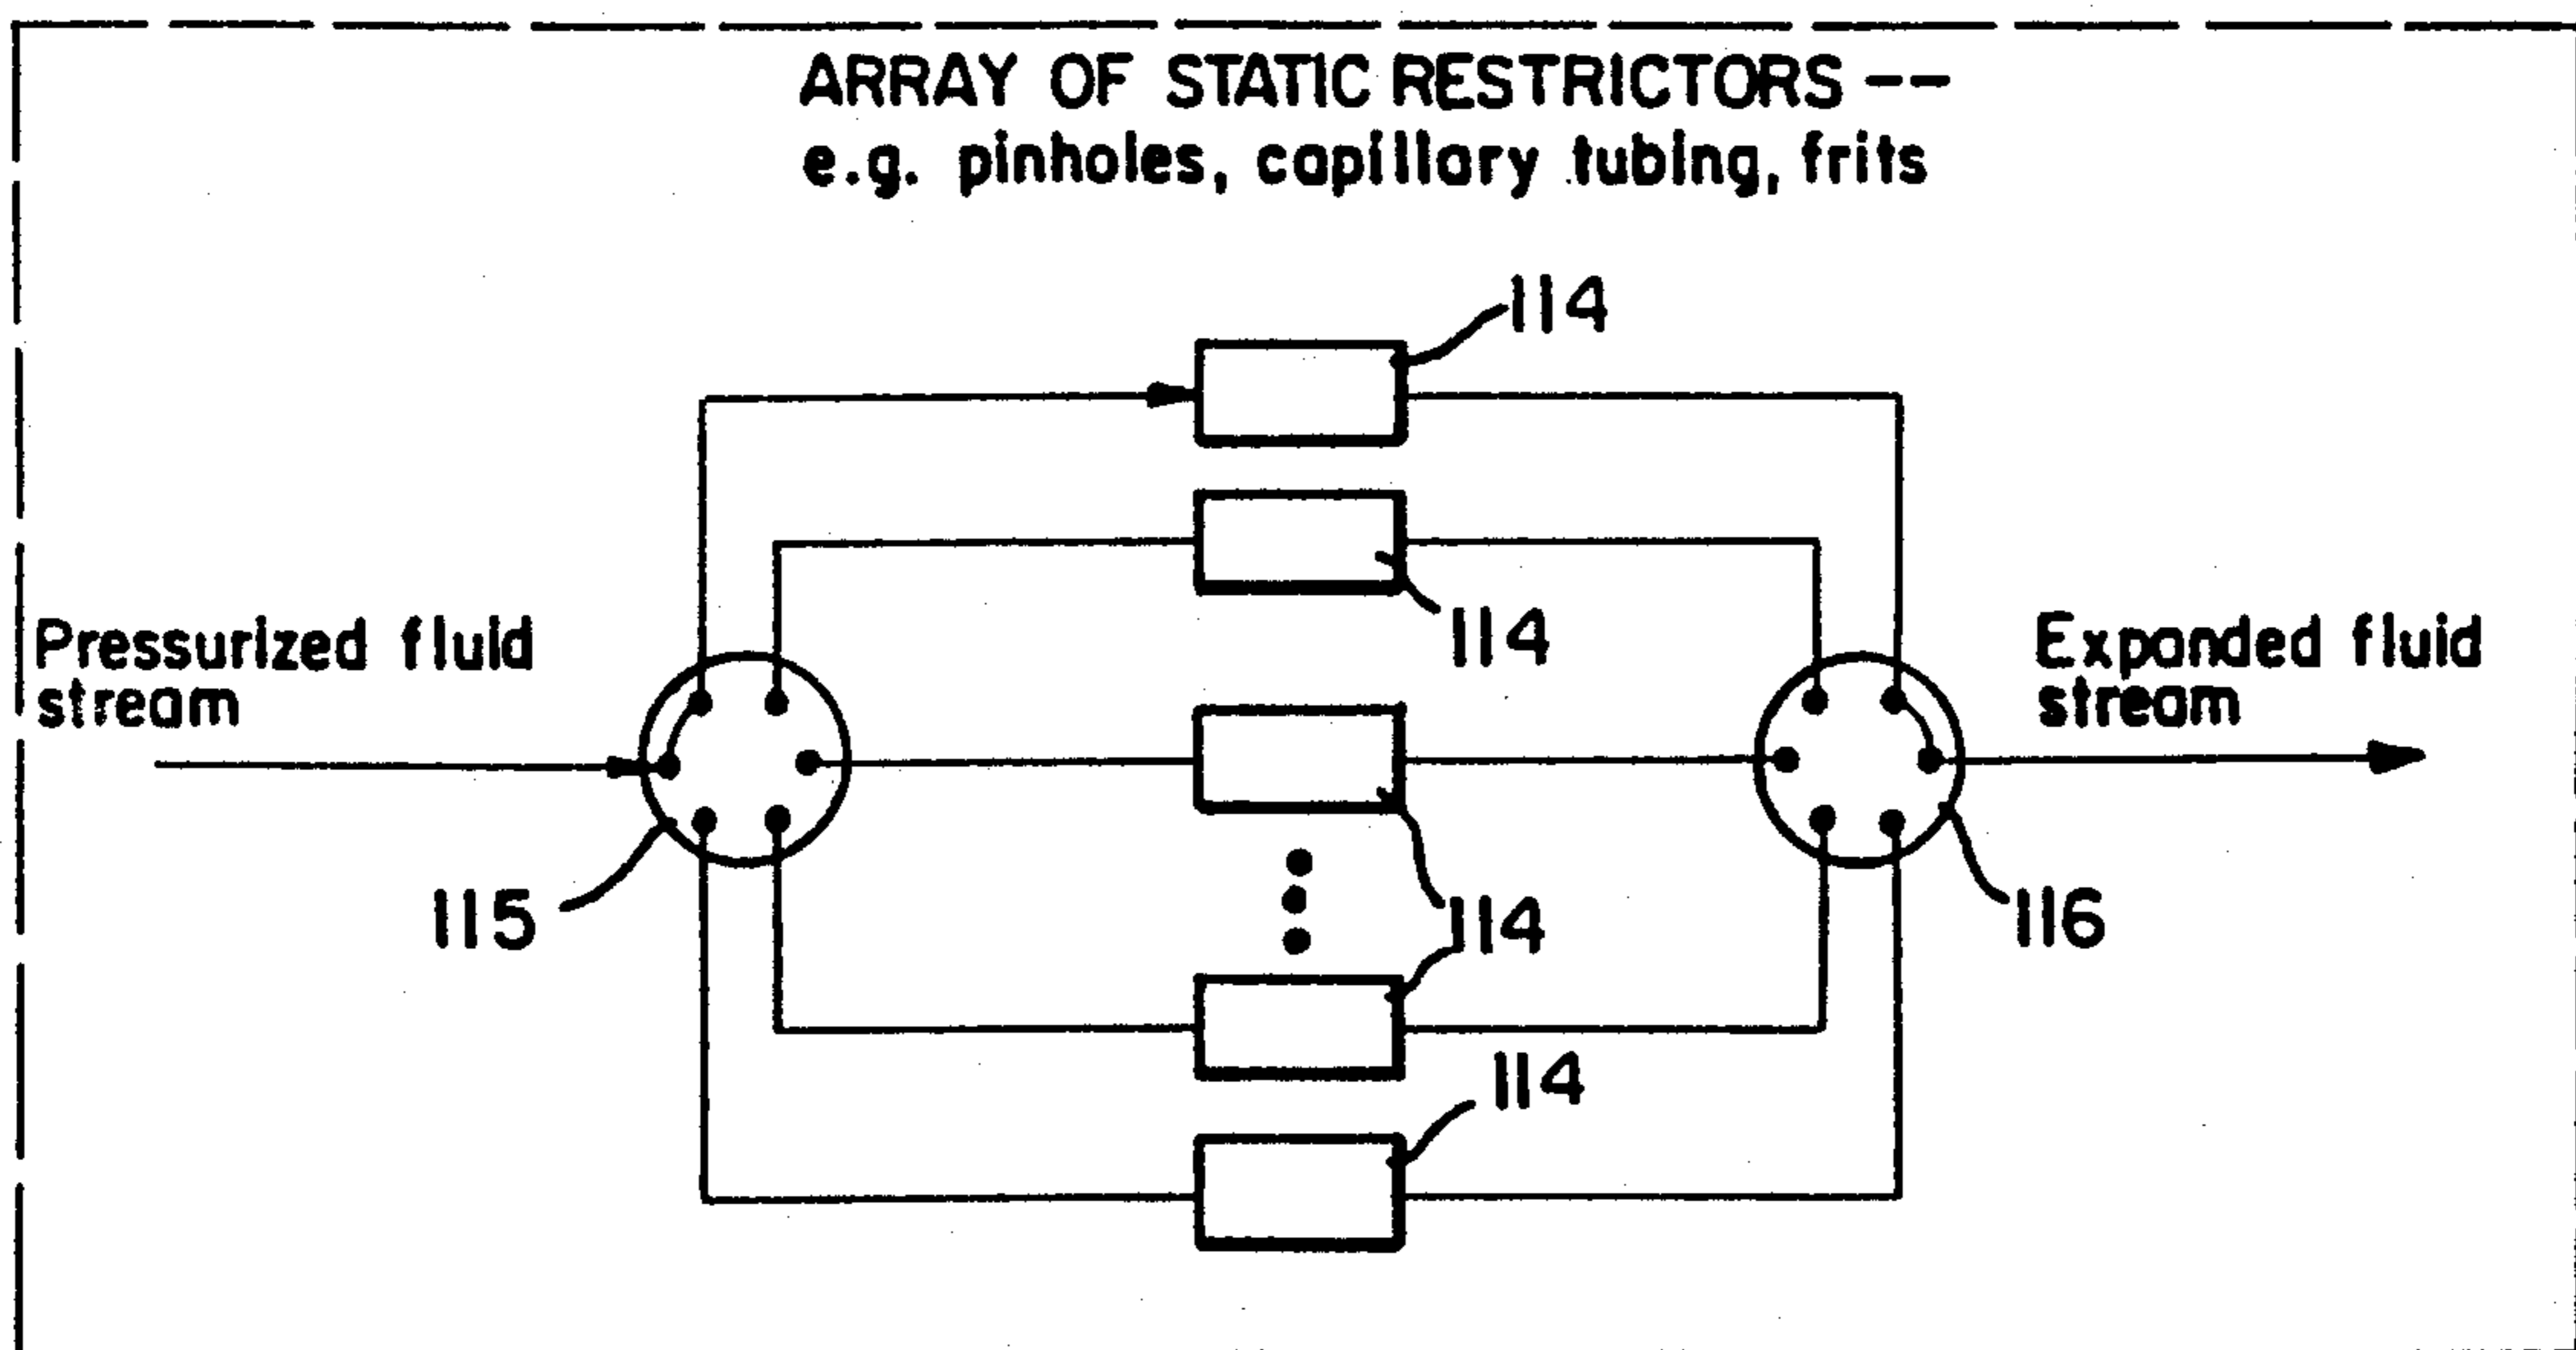 ARRAY OF STATIC RESTRICTORS --
e.g. pinholes, capillary tubing, frits
114
114
Pressurized fluid
stream
Expanded fluid
stream
115
114
116
114